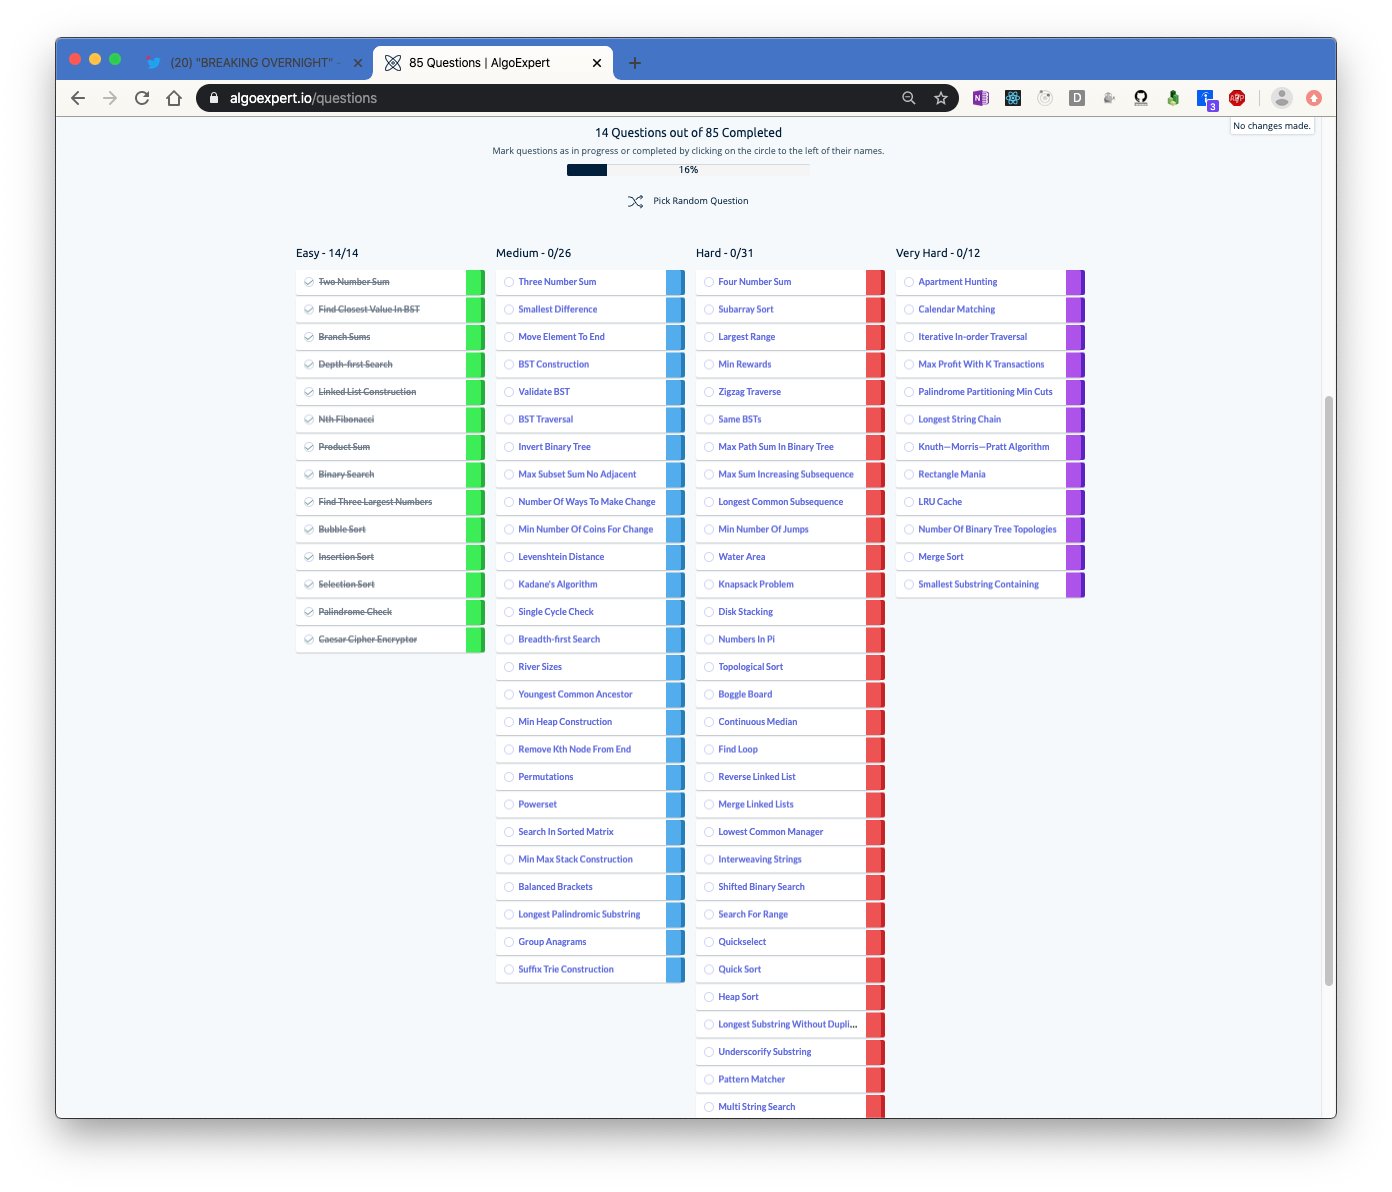 (20) "BREAKING OVERNIGHT" -
85 Questions | AlgoExpert
algoexpert.io/questions
No changes made.
14 Questions out of 85 Completed
Mark questions as in progress or completed by clicking on the circle to the left of their names.
16%
Pick Random Question
Easy - 14/14
Two Number Sum
Find Closest Value In BST
Branch Sums
Depth-first Search
Linked List Construction
Nth Fibonacci
Product Sum
Binary Search
Find Three Largest Numbers
Bubble Sort
Insertion Sort
Selection Sort
Palindrome Check
Caesar Cipher Encryptor
Medium - 0/26
Three Number Sum
Smallest Difference
Move Element To End
BST Construction
Validate BST
BST Traversal
Invert Binary Tree
Max Subset Sum No Adjacent
Number Of Ways To Make Change
Min Number Of Coins For Change
Levenshtein Distance
Kadane's Algorithm
Single Cycle Check
Breadth-first Search
River Sizes
Youngest Common Ancestor
Min Heap Construction
Remove Kth Node From End
Permutations
Powerset
Search In Sorted Matrix
Min Max Stack Construction
Balanced Brackets
Longest Palindromic Substring
Group Anagrams
Suffix Trie Construction
Hard - 0/31
Four Number Sum
Subarray Sort
Largest Range
Min Rewards
Zigzag Traverse
Same BSTs
Max Path Sum In Binary Tree
Max Sum Increasing Subsequence
Longest Common Subsequence
Min Number Of Jumps
Water Area
Knapsack Problem
Disk Stacking
Numbers In Pi
Topological Sort
Boggle Board
Continuous Median
Find Loop
Reverse Linked List
Merge Linked Lists
Lowest Common Manager
Interweaving Strings
Shifted Binary Search
Search For Range
Quickselect
Quick Sort
Heap Sort
Longest Substring Without Dupli...
Underscorify Substring
Pattern Matcher
Multi String Search
Very Hard - 0/12
Apartment Hunting
Calendar Matching
Iterative In-order Traversal
Max Profit With K Transactions
Palindrome Partitioning Min Cuts
Longest String Chain
Knuth—Morris—Pratt Algorithm
Rectangle Mania
LRU Cache
Number Of Binary Tree Topologies
Merge Sort
Smallest Substring Containing